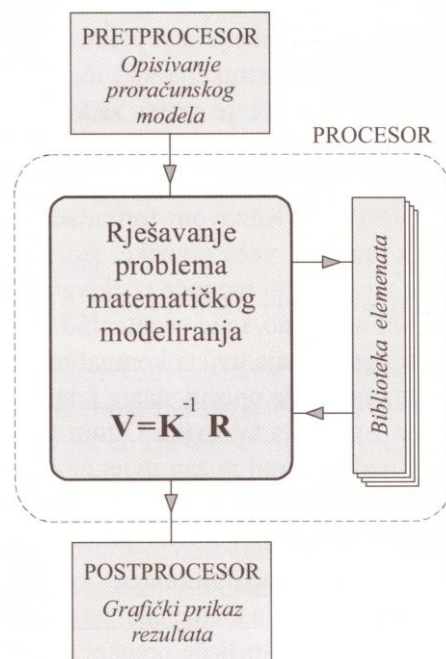 PRETPROCESOR
Opisivanje
proračunskog
modela
PROCESOR
Rješavanje
problema
matematičkog
modeliranja
V=K⁻¹ R
Biblioteka elemenata
POSTPROCESOR
Grafički prikaz
rezultata